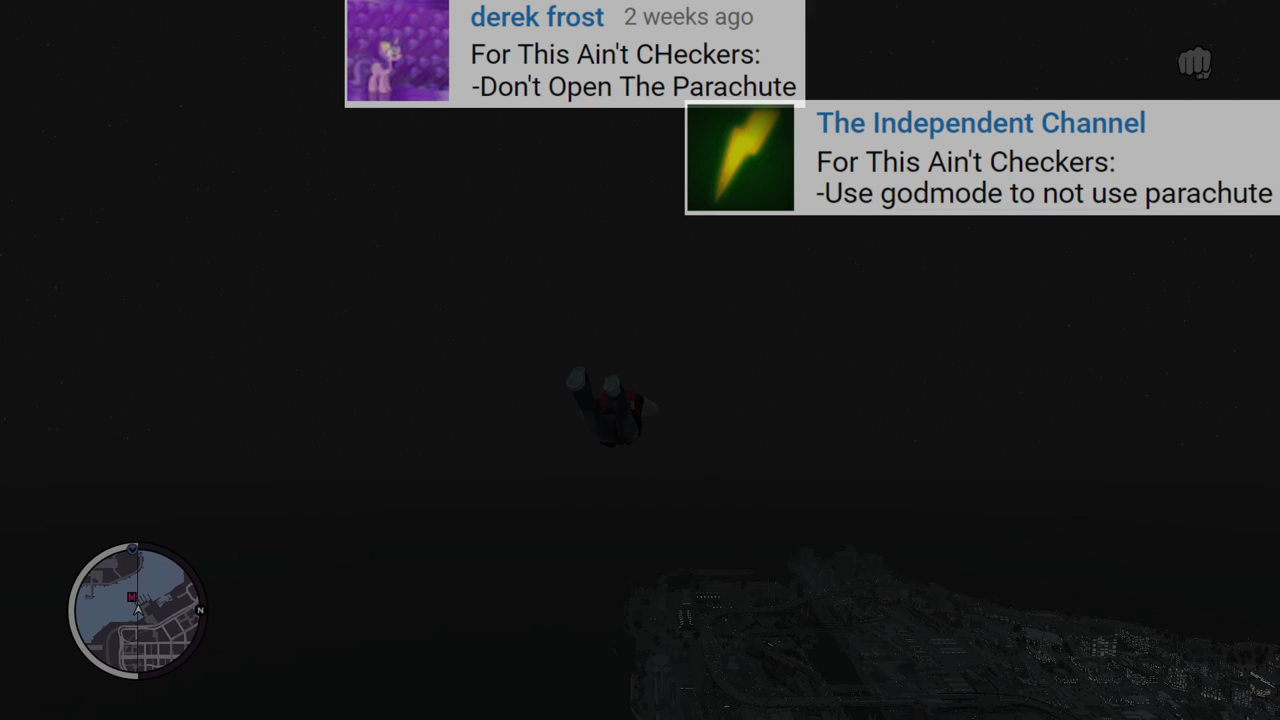 derek frost 2 weeks ago
For This Ain't CHeckers:
-Don't Open The Parachute
The Independent Channel
For This Ain't Checkers:
-Use godmode to not use parachute
M
N